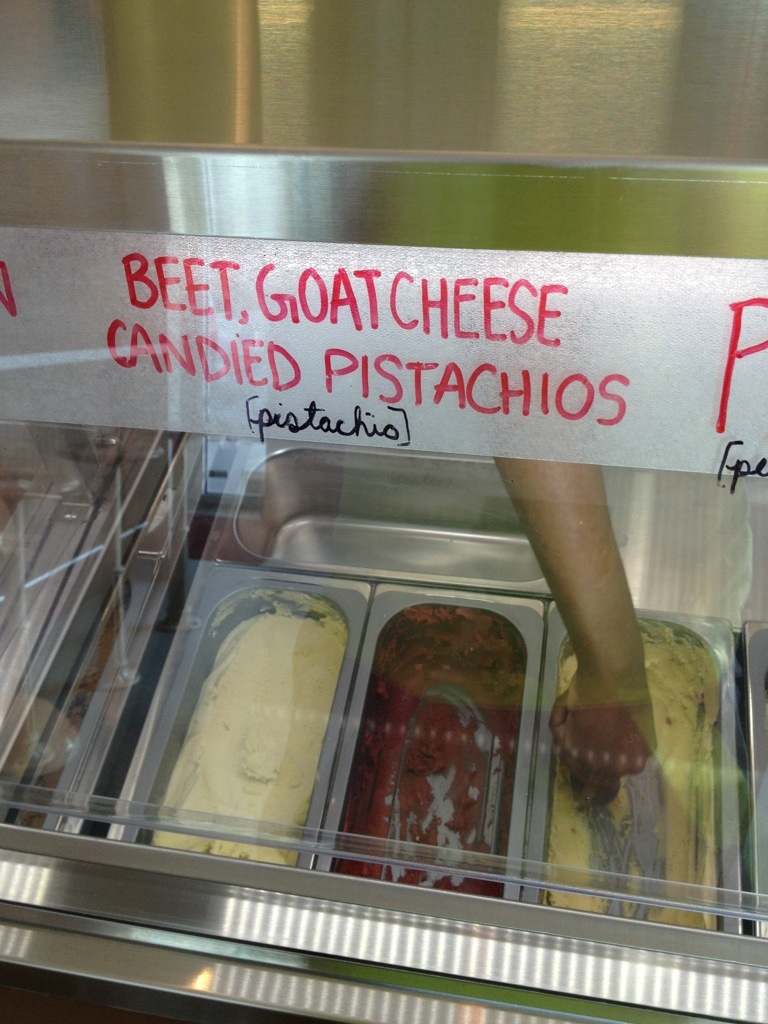 BEET, GOAT CHEESE
CANDIED PISTACHIOS
[pistachio]